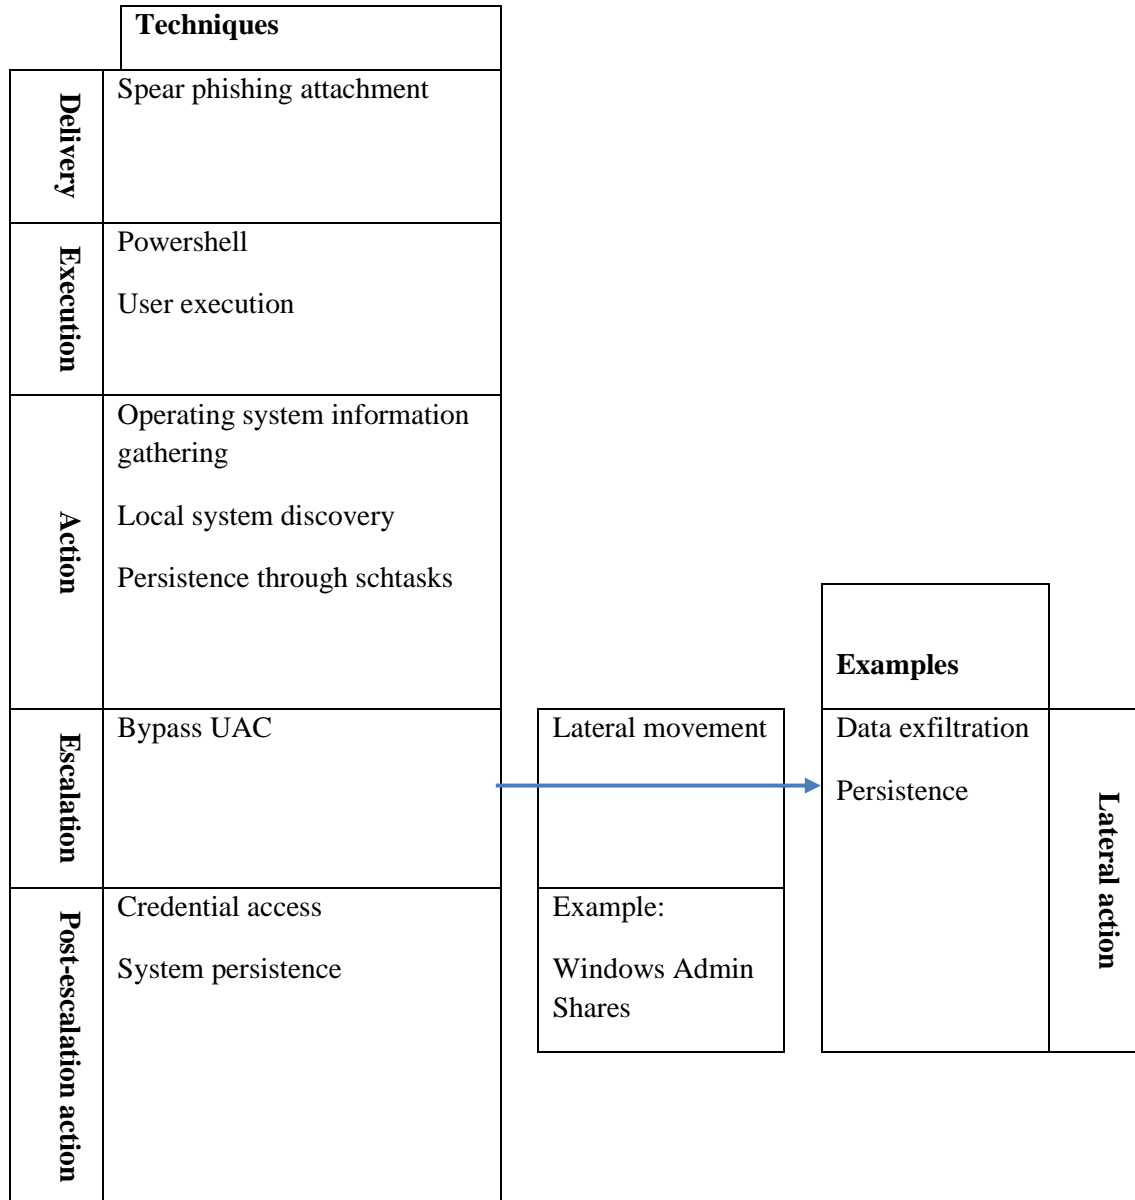 Techniques
Delivery
Spear phishing attachment
Execution
Powershell
User execution
Action
Operating system information
gathering
Local system discovery
Persistence through schtasks
Escalation
Bypass UAC
Post-escalation action
Credential access
System persistence
Lateral movement
Example:
Windows Admin
Shares
Examples
Data exfiltration
Persistence
Lateral action